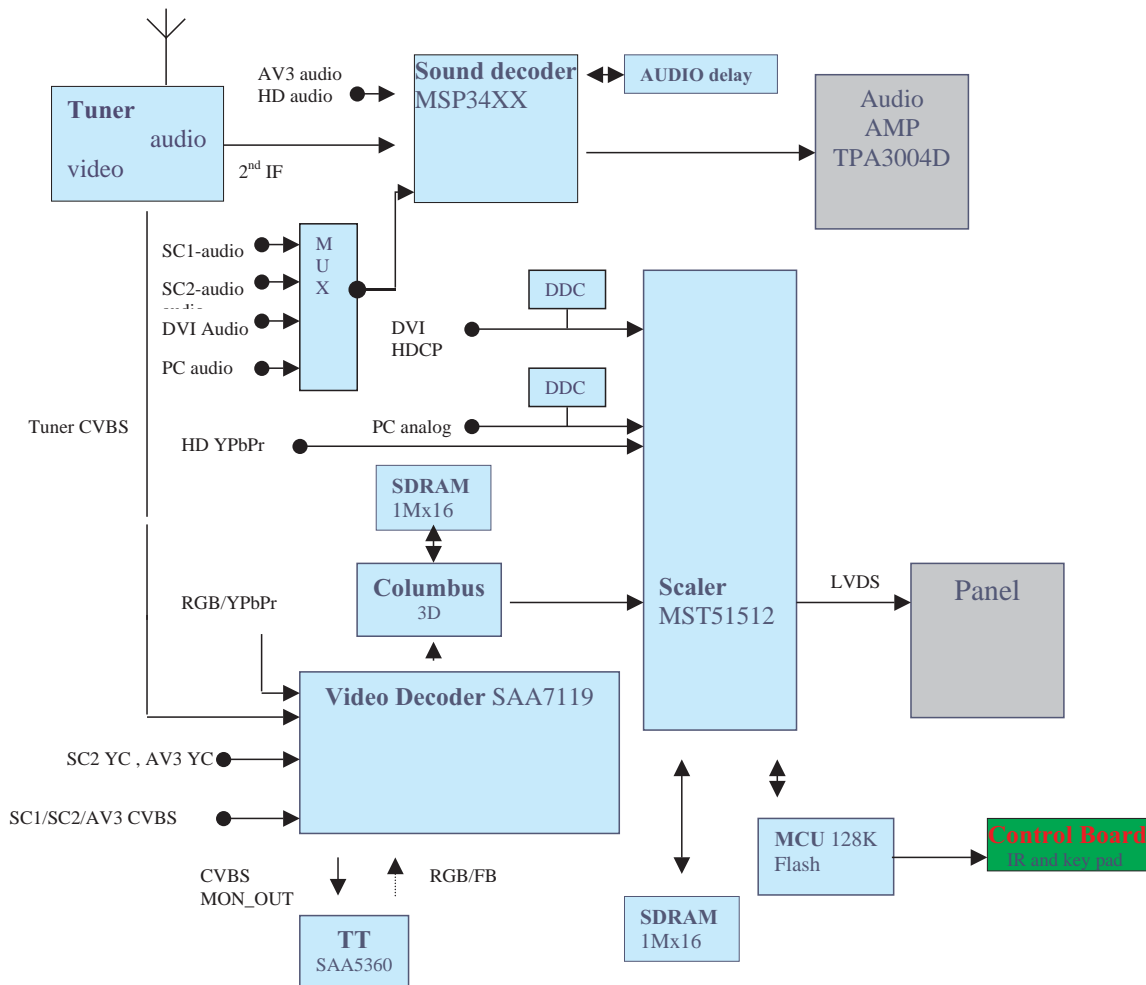 AV3 audio
HD audio
Sound decoder
MSP34XX
AUDIO delay
Audio
AMP
TPA3004D
Tuner
audio
video
2nd IF
SC1-audio
SC2-audio
audio
DVI Audio
PC audio
M
U
X
DDC
DVI
HDCP
DDC
PC analog
Tuner CVBS
HD YPbPr
SDRAM
1Mx16
Columbus
3D
RGB/YPbPr
Scaler
MST51512
LVDS
Panel
Video Decoder SAA7119
SC2 YC , AV3 YC
SC1/SC2/AV3 CVBS
CVBS
MON_OUT
RGB/FB
TT
SAA5360
SDRAM
1Mx16
MCU 128K
Flash
Control Board
IR and key pad